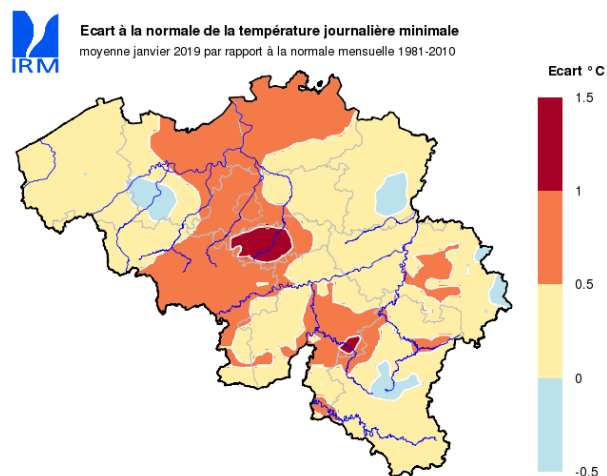 Ecart à la normale de la température journalière minimale
moyenne janvier 2019 par rapport à la normale mensuelle 1981-2010
IRM
Ecart °C
1.5
1
0.5
0
-0.5